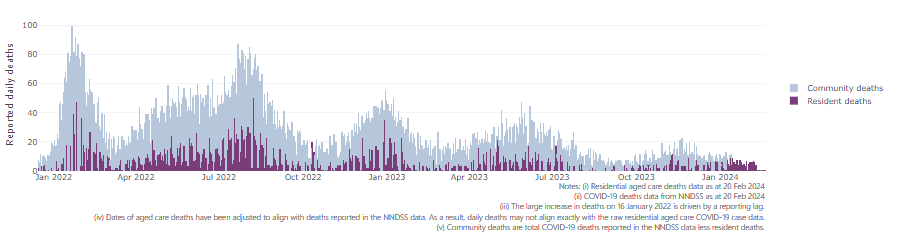 100
80
60
40
20
0
Reported daily deaths
Jan 2022 Apr 2022 Jul 2022 Oct 2022 Jan 2023 Apr 2023 Jul 2023 Oct 2023 Jan 2024
Community deaths
Resident deaths
Notes: (i) Residential aged care deaths data as at 20 Feb 2024
(ii) COVID-19 deaths data from NNDSS as at 20 Feb 2024
(iii) The large increase in deaths on 16 January 2022 is driven by a reporting lag.
(iv) Dates of aged care deaths have been adjusted to align with deaths reported in the NNDSS data. As a result, daily deaths may not align exactly with the raw residential aged care COVID-19 case data.
(v) Community deaths are total COVID-19 deaths reported in the NNDSS data less resident deaths.